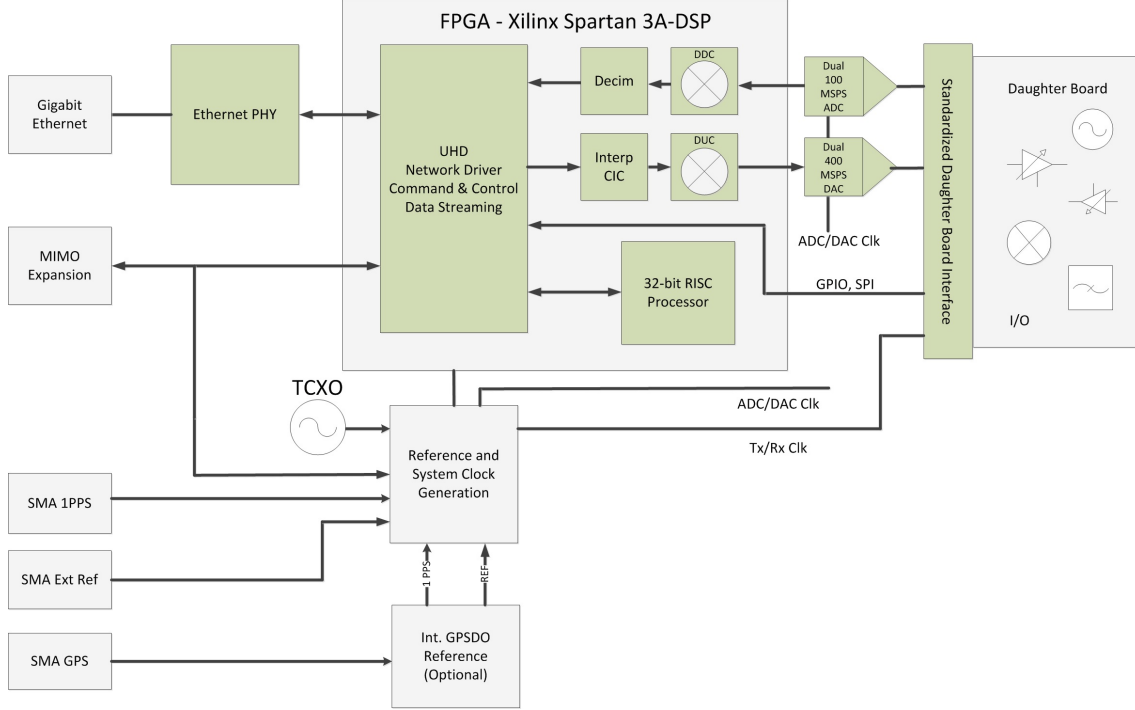 FPGA - Xilinx Spartan 3A-DSP
Gigabit
Ethernet
Ethernet PHY
UHD
Network Driver
Command & Control
Data Streaming
Decim
DDC
Dual
100
MSPS
ADC
Interp
CIC
DUC
Dual
400
MSPS
DAC
ADC/DAC Clk
Standardized Daughter Board Interface
Daughter Board
I/O
MIMO
Expansion
32-bit RISC
Processor
GPIO, SPI
TCXO
ADC/DAC Clk
Tx/Rx Clk
Reference and
System Clock
Generation
SMA 1PPS
SMA Ext Ref
1 PPS
REF
SMA GPS
Int. GPSDO
Reference
(Optional)